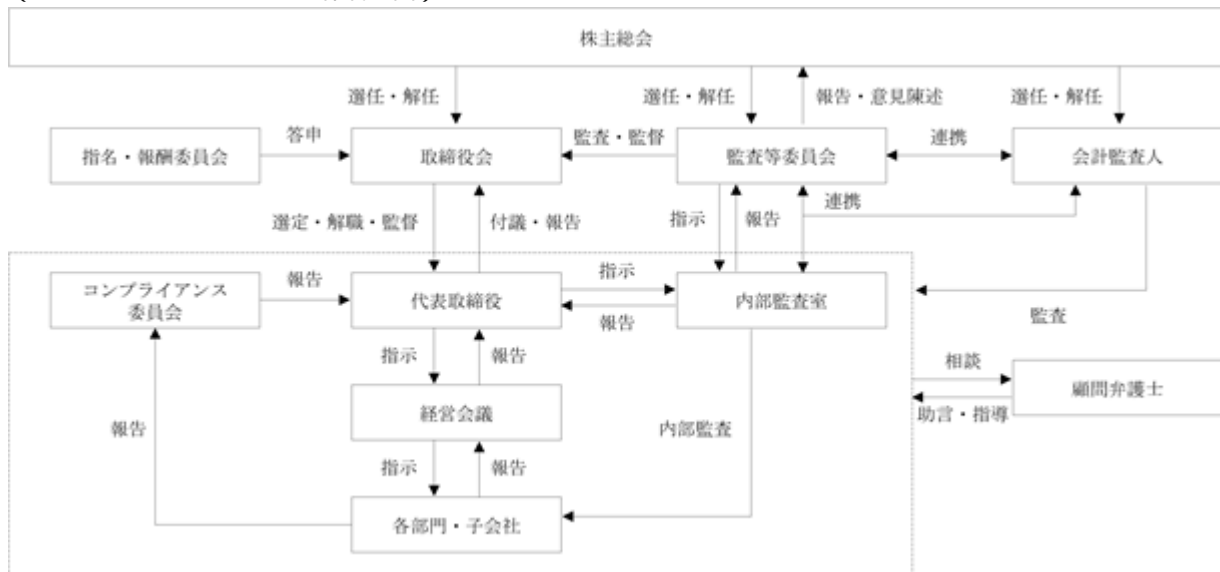 株主総会
選任・解任
選任・解任
報告・意見陳述
選任・解任
指名・報酬委員会
答申
取締役会
監査・監督
監査等委員会
連携
会計監査人
選定・解職・監督
付議・報告
指示
報告
連携
コンプライアンス
委員会
報告
代表取締役
指示
報告
内部監査室
監査
指示
報告
相談
顧問弁護士
助言・指導
経営会議
報告
内部監査
指示
報告
各部門・子会社